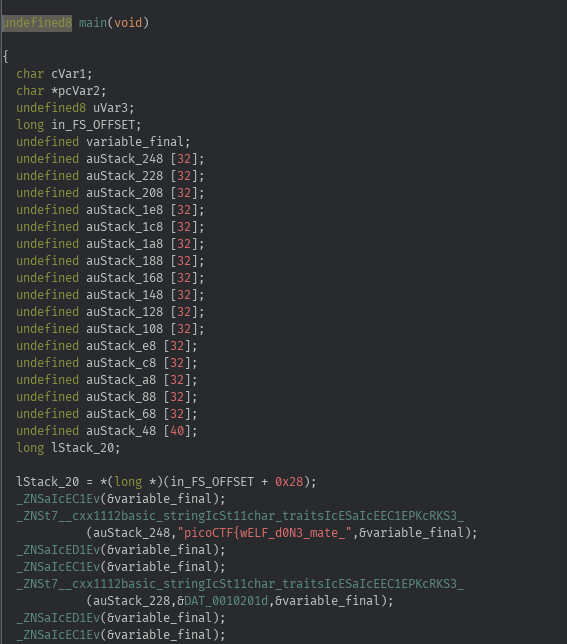 undefined8 main(void)
{
char cVar1;
char *pcVar2;
undefined8 uVar3;
long in_FS_OFFSET;
undefined variable_final;
undefined auStack_248 [32];
undefined auStack_228 [32];
undefined auStack_208 [32];
undefined auStack_1e8 [32];
undefined auStack_1c8 [32];
undefined auStack_1a8 [32];
undefined auStack_188 [32];
undefined auStack_168 [32];
undefined auStack_148 [32];
undefined auStack_128 [32];
undefined auStack_108 [32];
undefined auStack_e8 [32];
undefined auStack_c8 [32];
undefined auStack_a8 [32];
undefined auStack_88 [32];
undefined auStack_68 [32];
undefined auStack_48 [40];
long lStack_20;
lStack_20 = *(long *)(in_FS_OFFSET + 0x28);
_ZNSaIcEC1Ev(&variable_final);
_ZNSt7__cxx1112basic_stringIcSt11char_traitsIcESaIcEEC1EPKcRKS3_
(auStack_248,"picoCTF{wELF_d0N3_mate_",&variable_final);
_ZNSaIcED1Ev(&variable_final);
_ZNSaIcEC1Ev(&variable_final);
_ZNSt7__cxx1112basic_stringIcSt11char_traitsIcESaIcEEC1EPKcRKS3_
(auStack_228,&DAT_0010201d,&variable_final);
_ZNSaIcED1Ev(&variable_final);
_ZNSaIcEC1Ev(&variable_final);